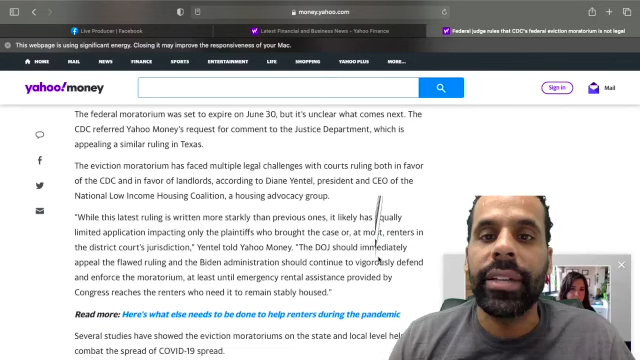 money.yahoo.com
Live Producer | Facebook
Latest Financial and Business News - Yahoo Finance
Federal judge rules that CDC's federal eviction moratorium is not legal
This webpage is using significant energy. Closing it may improve the responsiveness of your Mac.
HOME MAIL NEWS FINANCE SPORTS ENTERTAINMENT LIFE SHOPPING YAHOO PLUS MORE...
yahoo!money
Sign in
Mail
The federal moratorium was set to expire on June 30, but it's unclear what comes next. The
CDC referred Yahoo Money's request for comment to the Justice Department, which is
appealing a similar ruling in Texas.
The eviction moratorium has faced multiple legal challenges with courts ruling both in favor
of the CDC and in favor of landlords, according to Diane Yentel, president and CEO of the
National Low Income Housing Coalition, a housing advocacy group.
"While this latest ruling is written more starkly than previous ones, it likely has equally
limited application impacting only the plaintiffs who brought the case or, at most, renters in
the district court's jurisdiction," Yentel told Yahoo Money. "The DOJ should immediately
appeal the flawed ruling and the Biden administration should continue to vigorously defend
and enforce the moratorium, at least until emergency rental assistance provided by
Congress reaches the renters who need it to remain stably housed."
Read more: Here's what else needs to be done to help renters during the pandemic
Several studies have showed the eviction moratoriums on the state and local level help
combat the spread of COVID-19 spread.